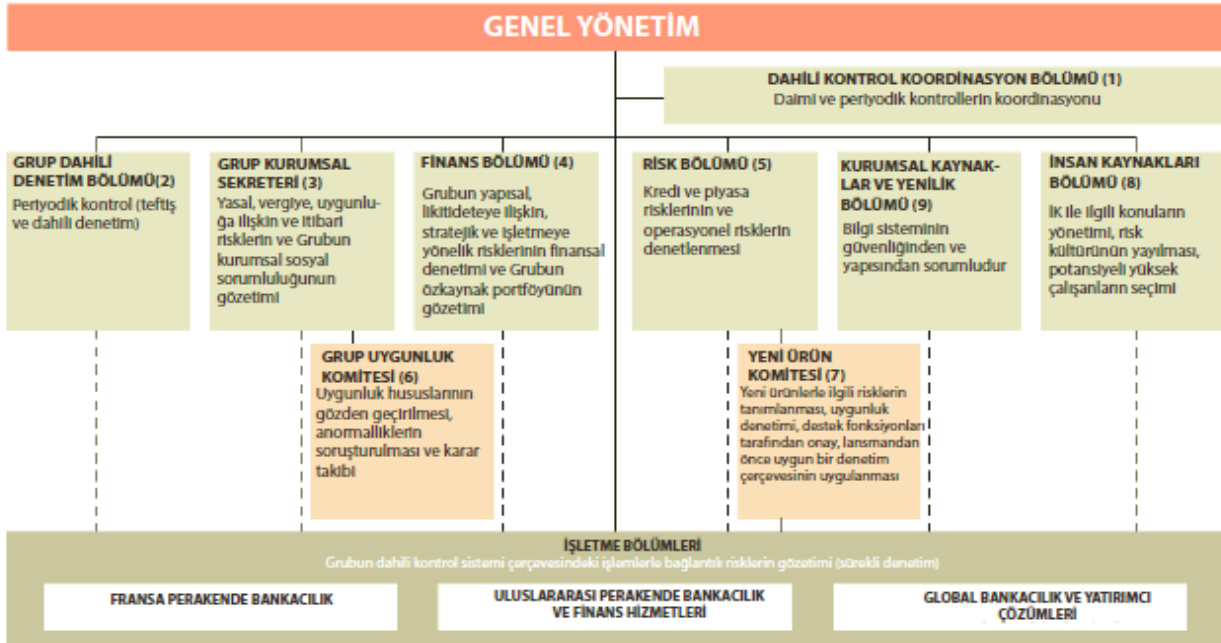 GENEL YÖNETİM
DAHİLİ KONTROL KOORDİNASYON BÖLÜMÜ (1)
Daimi ve periyodik kontrollerin koordinasyonu
GRUP DAHİLİ
DENETİM BÖLÜMÜ(2)
Periyodik kontrol (teftiş
ve dahili denetim)
GRUP KURUMSAL
SEKRETERİ (3)
Yasal, vergiye, uygunlu-
ğa ilişkin ve itibari
risklerin ve Grubun
kurumsal sosyal
sorumluluğunun
gözetimi
FİNANS BÖLÜMÜ (4)
Grubun yapısal,
likitideteye ilişkin,
stratejik ve işletmeye
yönelik risklerinin finansal
denetimi ve Grubun
özkaynak portföyünün
gözetimi
RİSK BÖLÜMÜ (5)
Kredi ve piyasa
risklerinin ve
operasyonel risklerin
denetlenmesi
KURUMSAL KAYNAK-
LAR VE YENİLİK
BÖLÜMÜ (9)
Bilgi sisteminin
güvenliğinden ve
yapısından sorumludur
İNSAN KAYNAKLARI
BÖLÜMÜ (8)
İK ile ilgili konuların
yönetimi, risk
kültürünün yayılması,
potansiyeli yüksek
çalışanların seçimi
GRUP UYGUNLUK
KOMİTESİ (6)
Uygunluk hususlarının
gözden geçirilmesi,
anormalliklerin
soruşturulması ve karar
takibi
YENİ ÜRÜN
KOMİTESİ (7)
Yeni ürünlerle ilgili risklerin
tanımlanması, uygunluk
denetimi, destek fonksiyonları
tarafından onay, lansmandan
önce uygun bir denetim
çerçevesinin uygulanması
İŞLETME BÖLÜMLERİ
Grubun dahili kontrol sistemi çerçevesindeki işlemlerle bağlantılı risklerin gözetimi (sürekli denetim)
FRANSA PERAKENDE BANKACILIK
ULUSLARARASI PERAKENDE BANKACILIK
VE FİNANS HİZMETLERİ
GLOBAL BANKACILIK VE YATIRIMCI
ÇÖZÜMLERİ